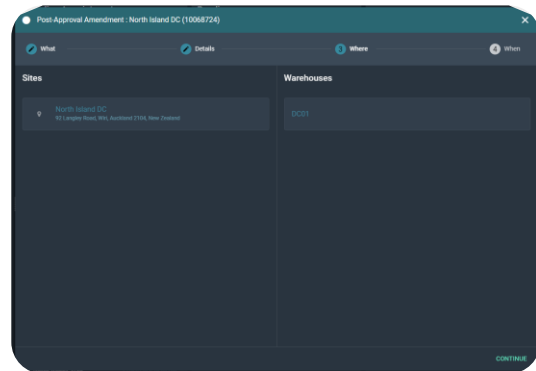 Post-Approval Amendment : North Island DC (10068724)
What
Details
3 Where
4 When
Sites
Warehouses
North Island DC
92 Langley Road, Wiri, Auckland 2104, New Zealand
DC01
CONTINUE